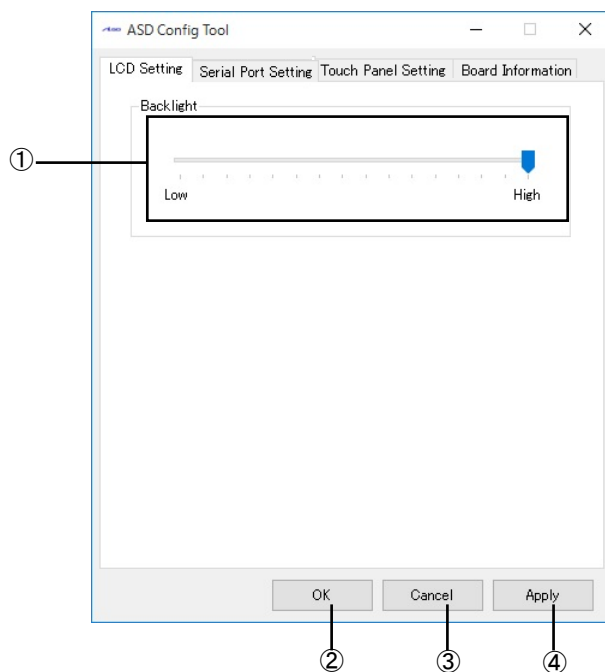 ASD Config Tool
LCD Setting Serial Port Setting Touch Panel Setting Board Information
Backlight
①
Low High
OK Cancel Apply
② ③ ④